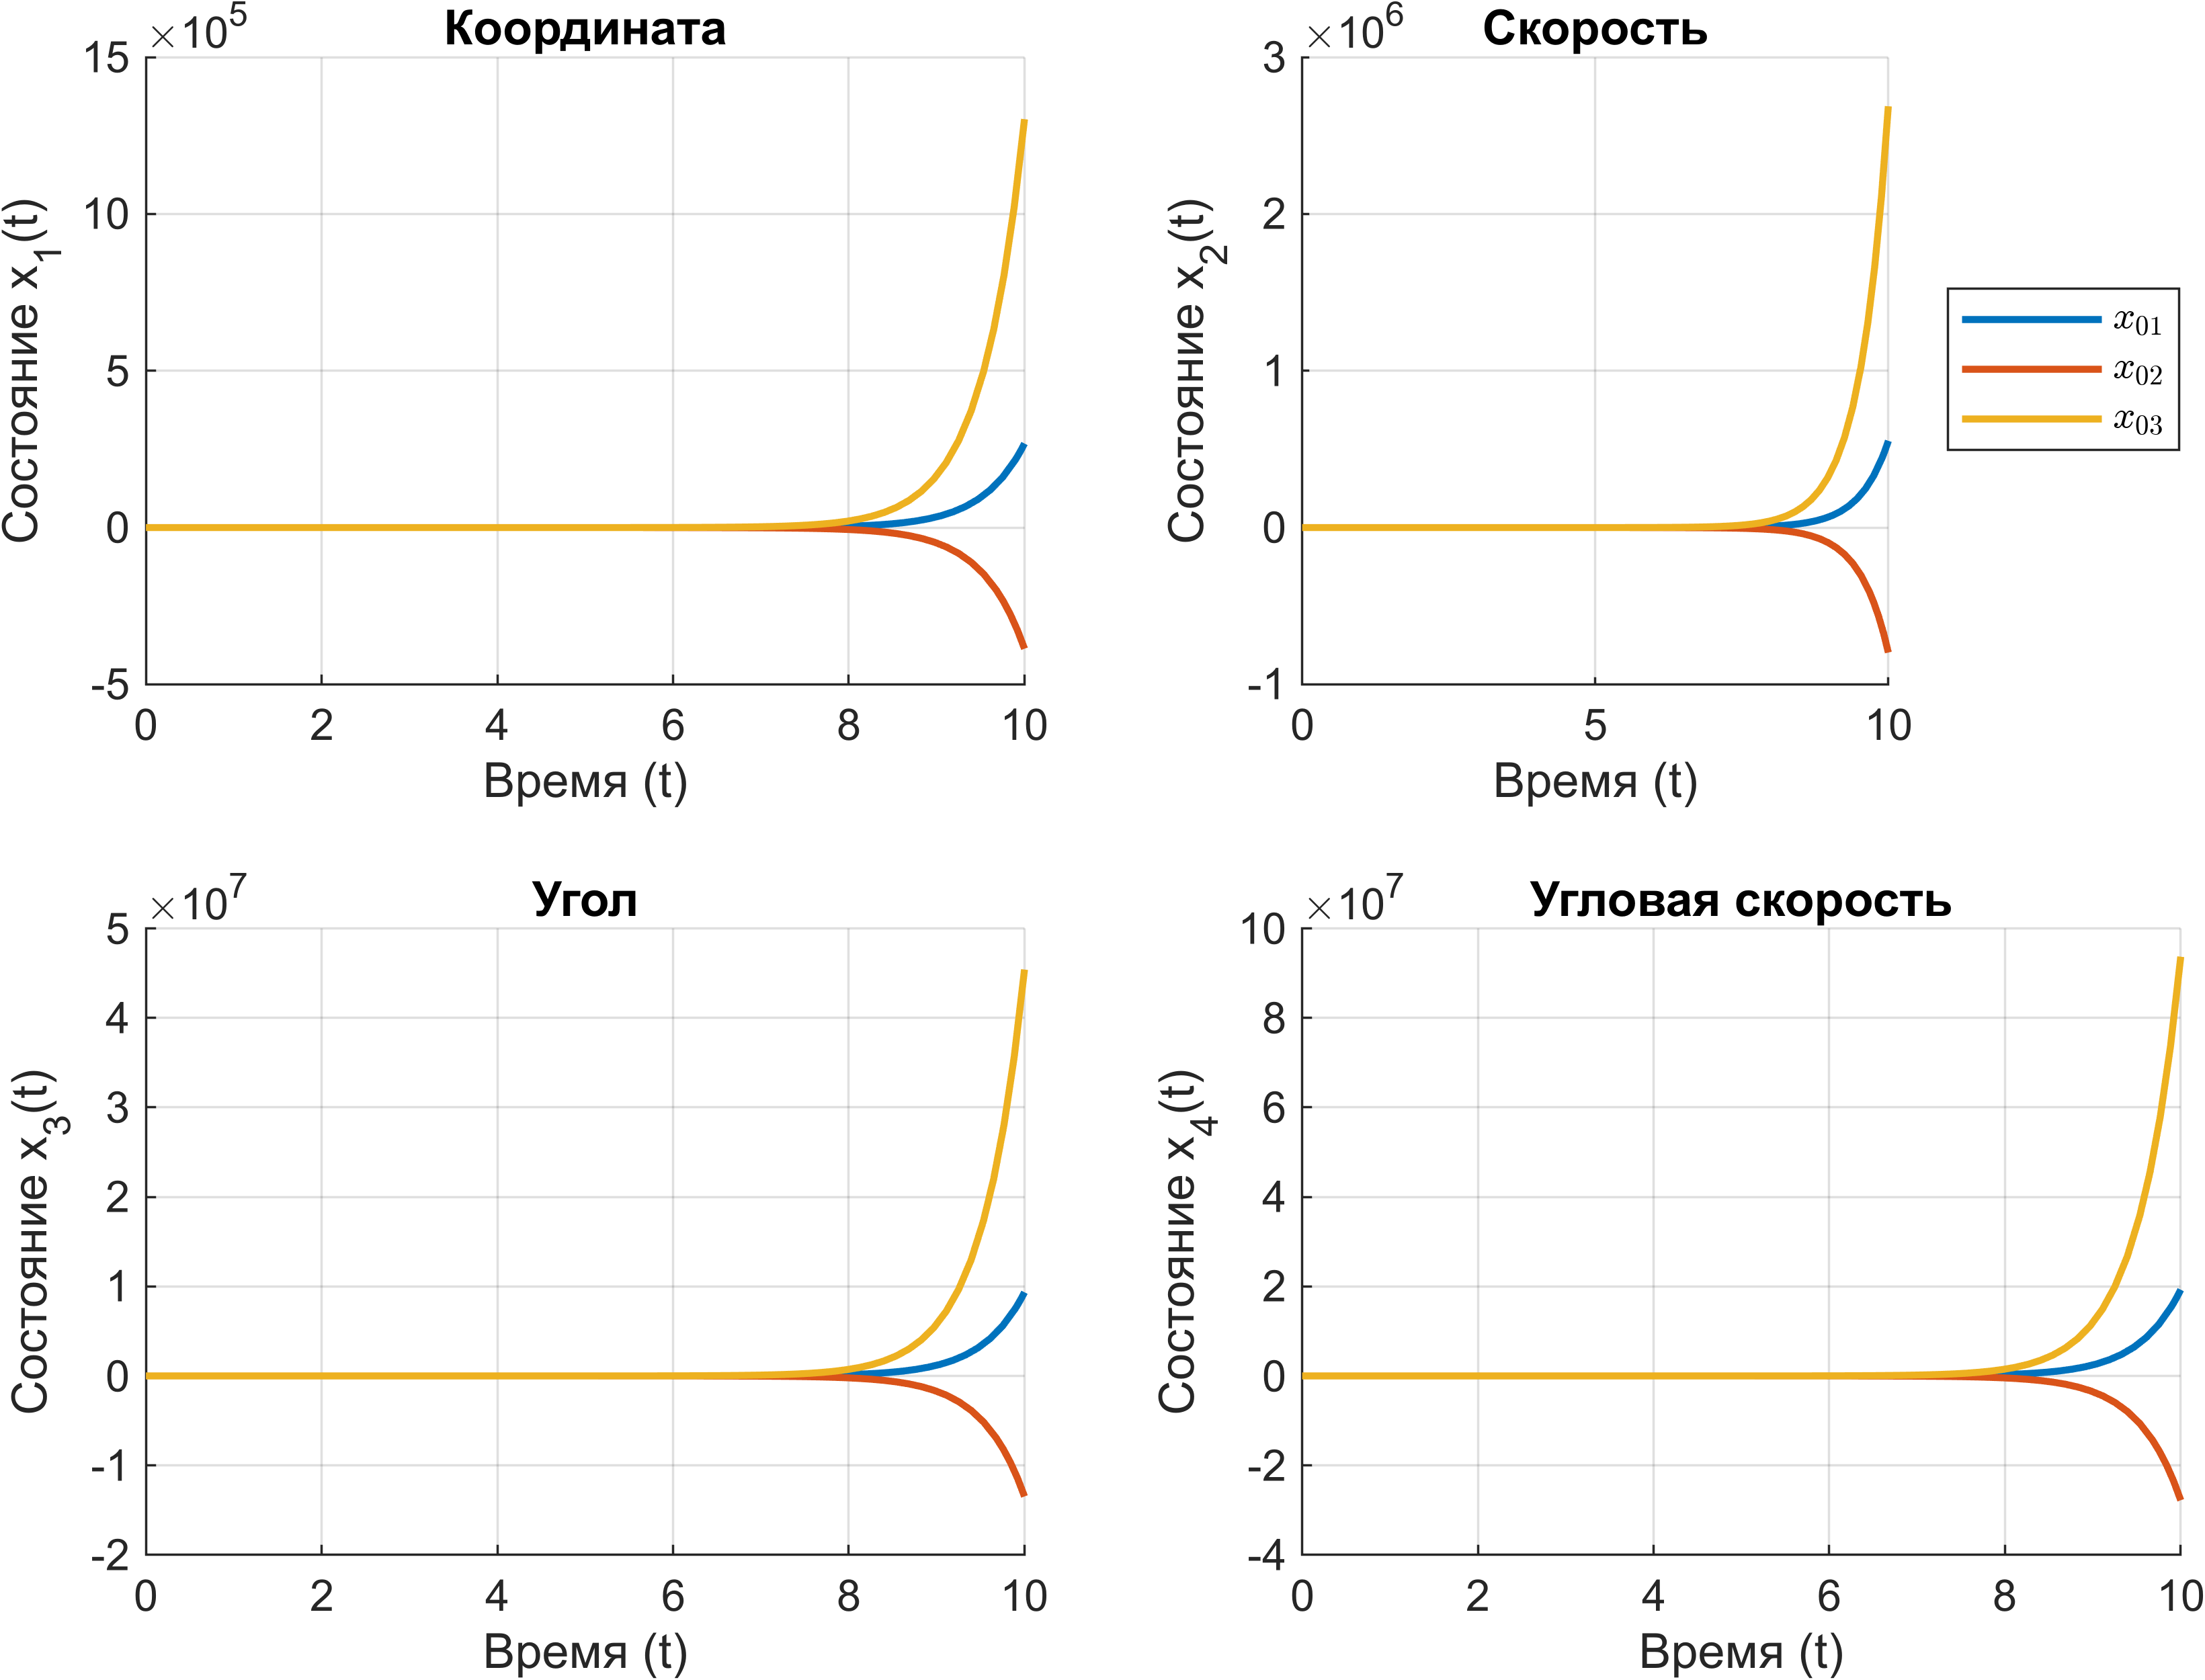 Координата
×10^5
15
10
5
0
-5
0 2 4 6 8 10
Состояние x_1(t)
Время (t)
Скорость
×10^6
3
2
1
0
-1
0 5 10
Состояние x_2(t)
Время (t)
x_01
x_02
x_03
Угол
×10^7
5
4
3
2
1
0
-1
-2
0 2 4 6 8 10
Состояние x_3(t)
Время (t)
Угловая скорость
×10^7
10
8
6
4
2
0
-2
-4
0 2 4 6 8 10
Состояние x_4(t)
Время (t)